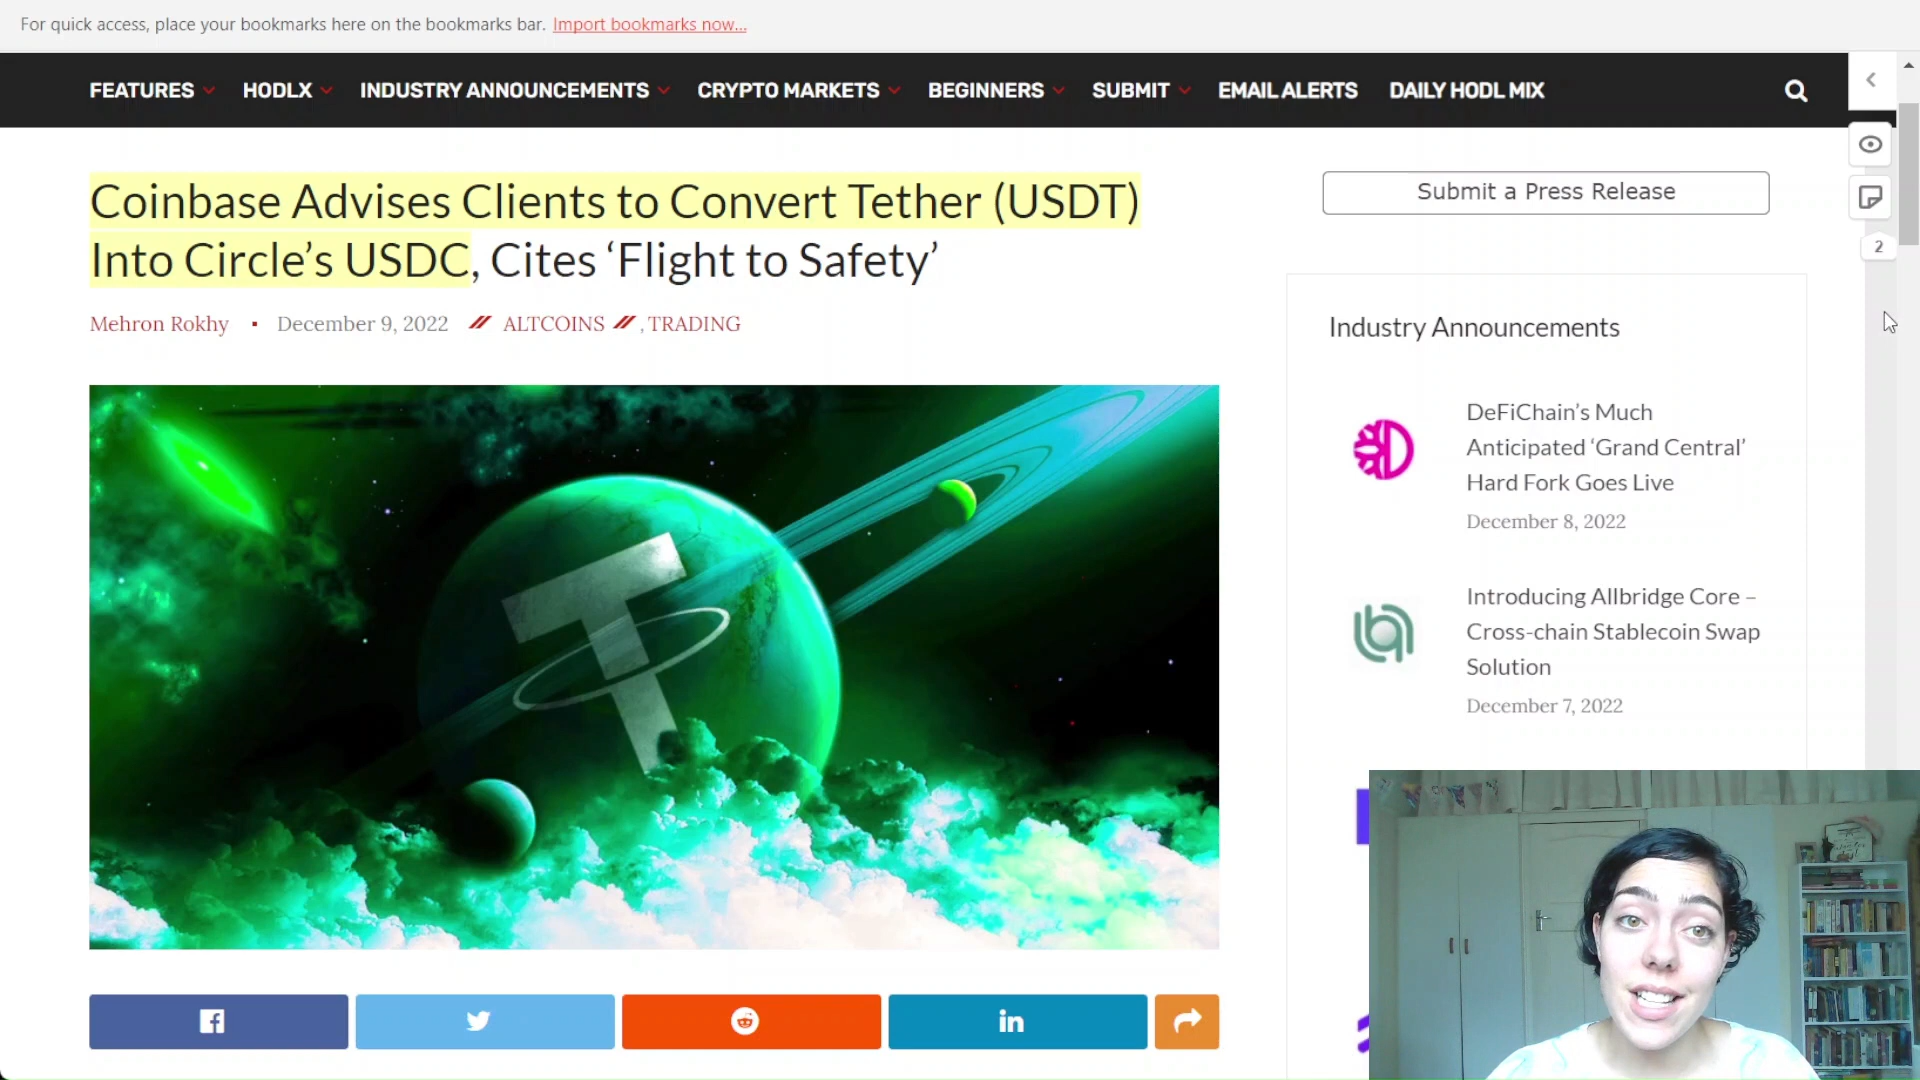 For quick access, place your bookmarks here on the bookmarks bar. Import bookmarks now...
FEATURES HODLX INDUSTRY ANNOUNCEMENTS CRYPTO MARKETS BEGINNERS SUBMIT EMAIL ALERTS DAILY HODL MIX
Coinbase Advises Clients to Convert Tether (USDT)
Into Circle’s USDC, Cites ‘Flight to Safety’
Mehron Rokhy ▪ December 9, 2022 ALTCOINS , TRADING
T
Submit a Press Release
2
Industry Announcements
DeFiChain’s Much
Anticipated ‘Grand Central’
Hard Fork Goes Live
December 8, 2022
Introducing Allbridge Core –
Cross-chain Stablecoin Swap
Solution
December 7, 2022